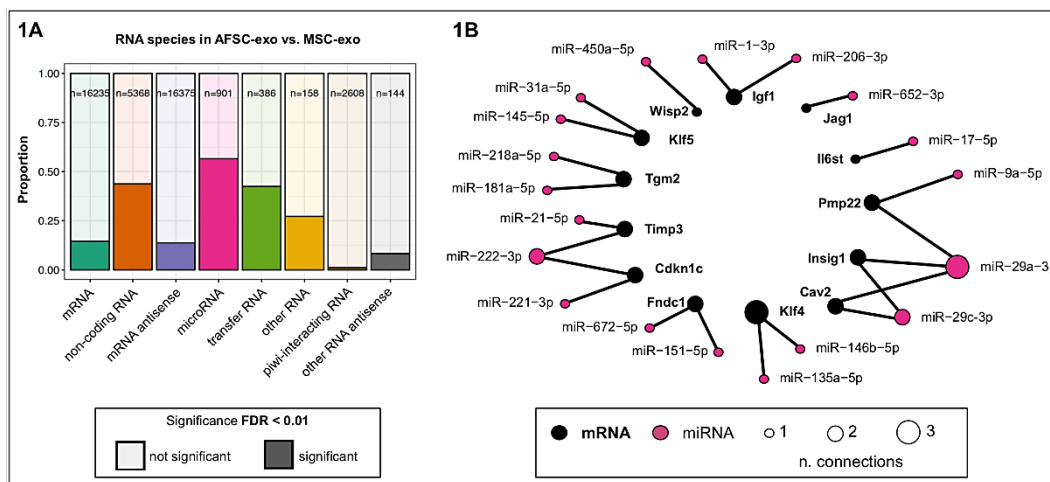 1A
RNA species in AFSC-exo vs. MSC-exo
Proportion
1.00
0.75
0.50
0.25
0.00
n=16235
n=5368
n=16375
n=901
n=386
n=158
n=2608
n=144
mRNA
non-coding RNA
mRNA antisense
microRNA
transfer RNA
other RNA
piwi-interacting RNA
other RNA antisense
Significance FDR < 0.01
not significant
significant
1B
miR-450a-5p
miR-1-3p
miR-206-3p
miR-31a-5p
Wisp2
Igf1
miR-652-3p
Jag1
miR-145-5p
Klf5
miR-17-5p
Il6st
miR-218a-5p
miR-9a-5p
Tgm2
miR-181a-5p
Pmp22
miR-21-5p
Timp3
miR-222-3p
Insig1
miR-29a-3
Cdkn1c
Cav2
miR-221-3p
Fndc1
Klf4
miR-29c-3p
miR-672-5p
miR-151-5p
miR-146b-5p
miR-135a-5p
mRNA
miRNA
1
2
3
n. connections